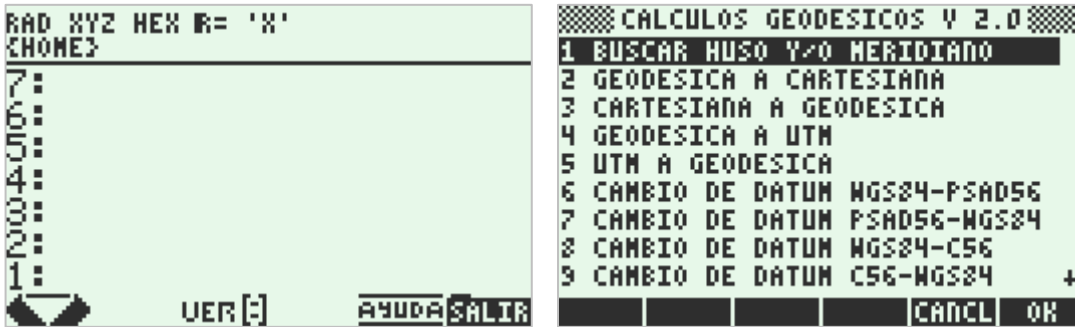 RAD XYZ HEX R= 'X'
{HOME}
7:
6:
5:
4:
3:
2:
1:
VER AYUDA SALIR
CALCULOS GEODESICOS V 2.0
1 BUSCAR HUSO Y/O MERIDIANO
2 GEODESICA A CARTESIANA
3 CARTESIANA A GEODESICA
4 GEODESICA A UTM
5 UTM A GEODESICA
6 CAMBIO DE DATUM WGS84-PSAD56
7 CAMBIO DE DATUM PSAD56-WGS84
8 CAMBIO DE DATUM WGS84-C56
9 CAMBIO DE DATUM C56-WGS84
CANCL OK